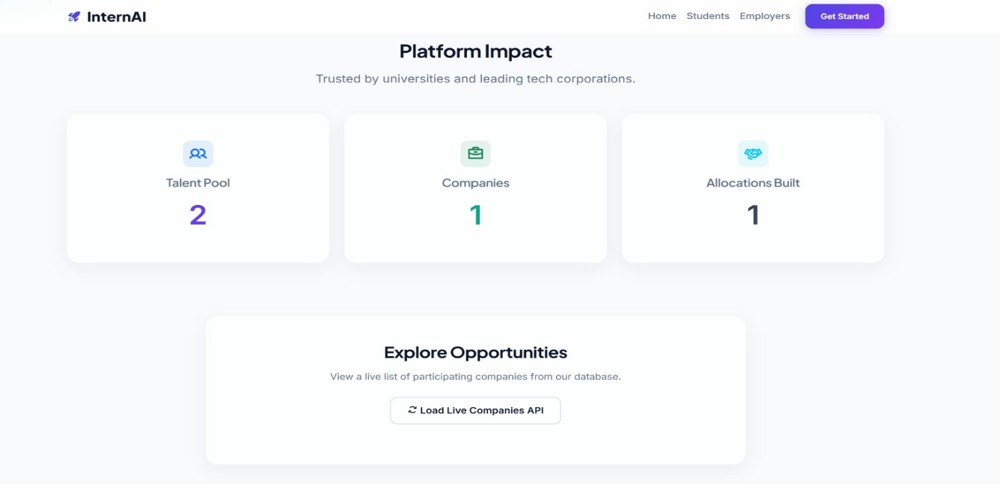 InternAI
Home Students Employers Get Started
Platform Impact
Trusted by universities and leading tech corporations.
Talent Pool
2
Companies
1
Allocations Built
1
Explore Opportunities
View a live list of participating companies from our database.
Load Live Companies API